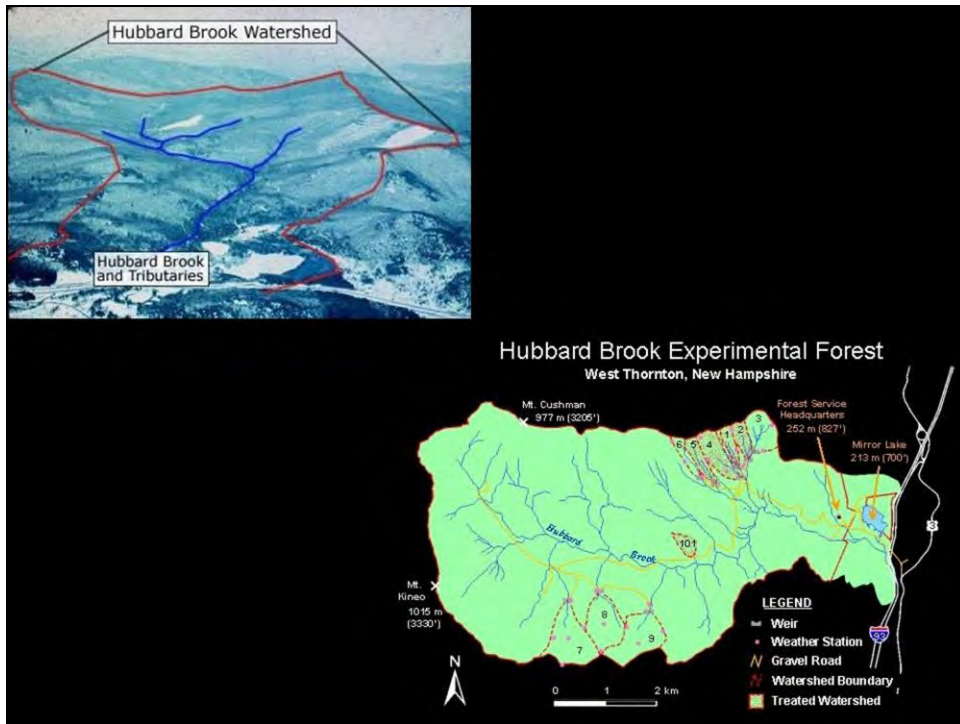 Hubbard Brook Watershed
Hubbard Brook
and Tributaries
Hubbard Brook Experimental Forest
West Thornton, New Hampshire
Mt. Cushman
977 m (3205')
Forest Service
Headquarters
252 m (827')
Mirror Lake
213 m (700')
6 5 4 1 2 3
3
Hubbard
Brook
101
Mt.
Kineo
1015 m
(3330')
8
7
9
93
N
0 1 2 km
LEGEND
Weir
Weather Station
Gravel Road
Watershed Boundary
Treated Watershed